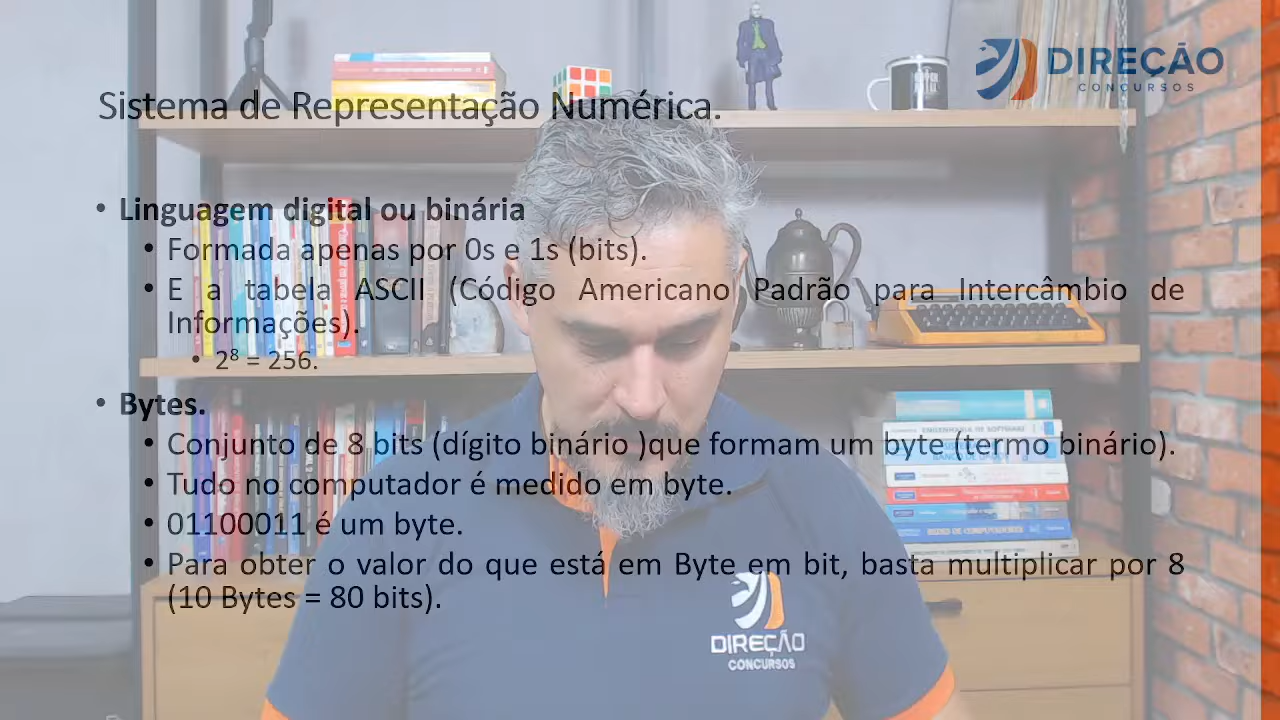 DIREÇÃO
CONCURSOS
Sistema de Representação Numérica.
• Linguagem digital ou binária
• Formada apenas por 0s e 1s (bits).
• E a tabela ASCII (Código Americano Padrão para Intercâmbio de
Informações).
• 2⁸ = 256.
• Bytes.
• Conjunto de 8 bits (dígito binário )que formam um byte (termo binário).
• Tudo no computador é medido em byte.
• 01100011 é um byte.
• Para obter o valor do que está em Byte em bit, basta multiplicar por 8
(10 Bytes = 80 bits).
DIREÇÃO
CONCURSOS